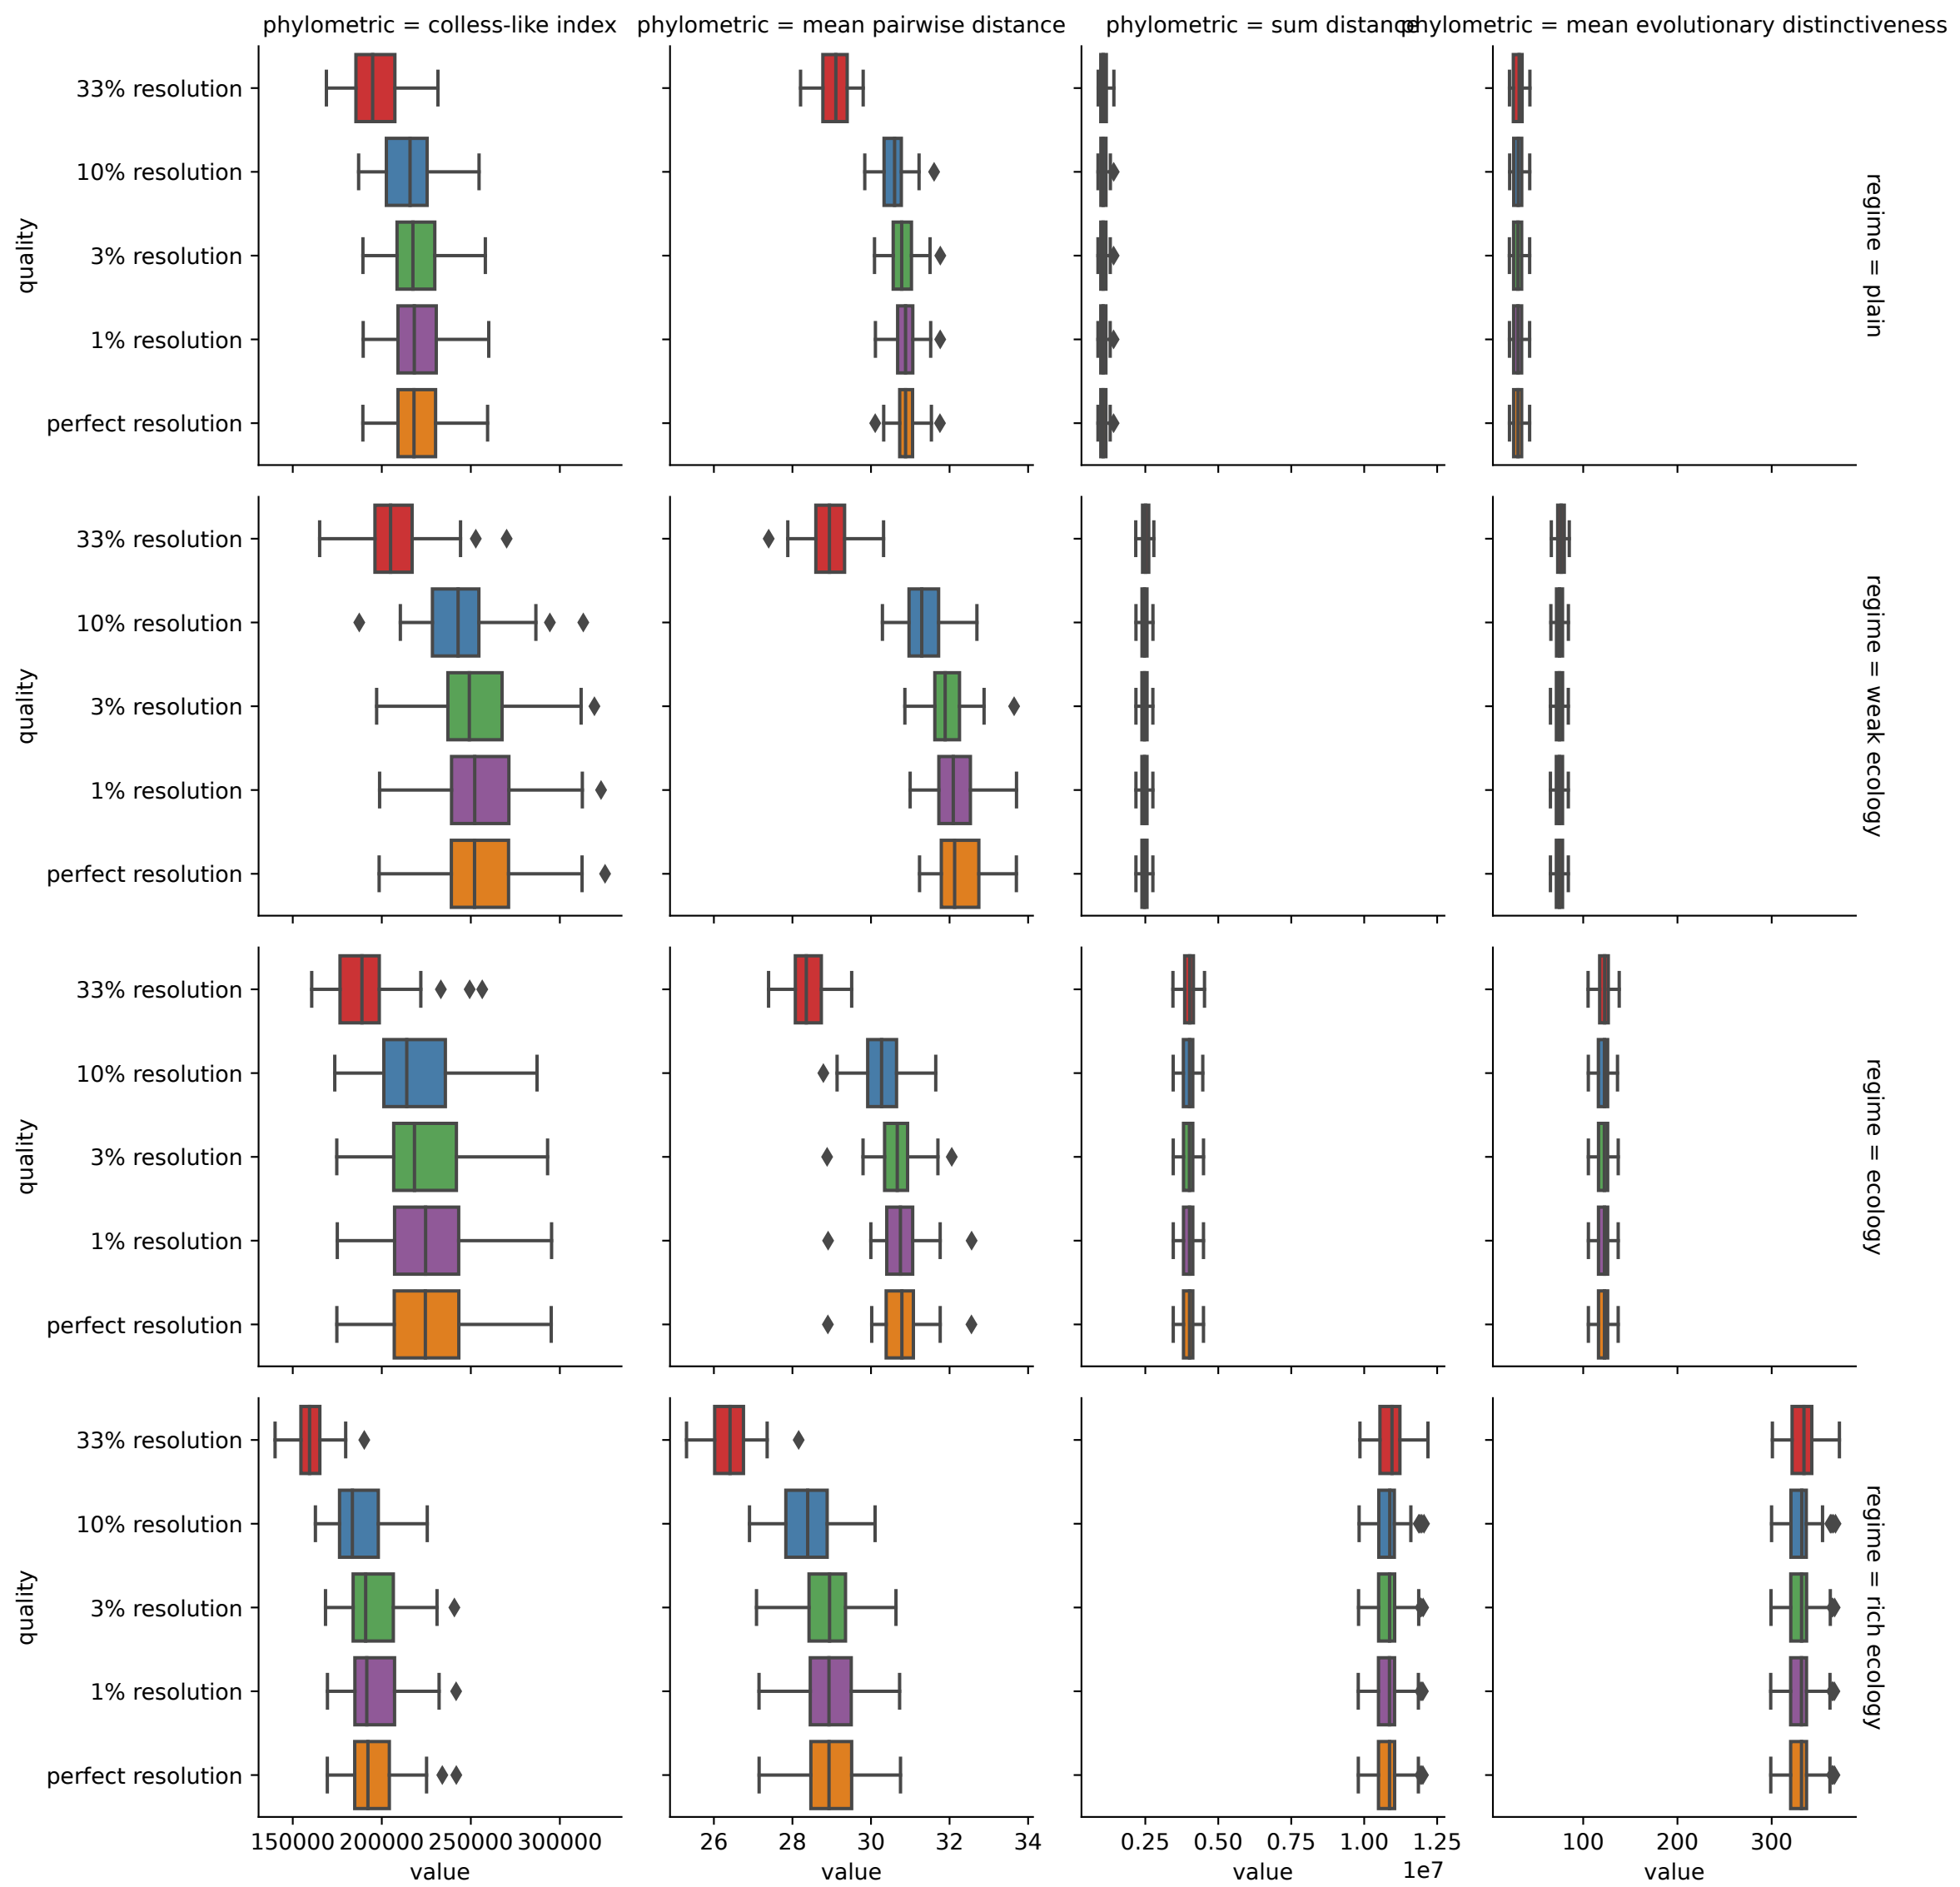 phylometric = colless-like index
phylometric = mean pairwise distance
phylometric = sum distance
phylometric = mean evolutionary distinctiveness
quality
33% resolution
10% resolution
3% resolution
1% resolution
perfect resolution
regime = plain
quality
33% resolution
10% resolution
3% resolution
1% resolution
perfect resolution
regime = weak ecology
quality
33% resolution
10% resolution
3% resolution
1% resolution
perfect resolution
regime = ecology
quality
33% resolution
10% resolution
3% resolution
1% resolution
perfect resolution
regime = rich ecology
150000 200000 250000 300000
value
26 28 30 32 34
value
0.25 0.50 0.75 1.00 1.25
1e7
value
100 200 300
value